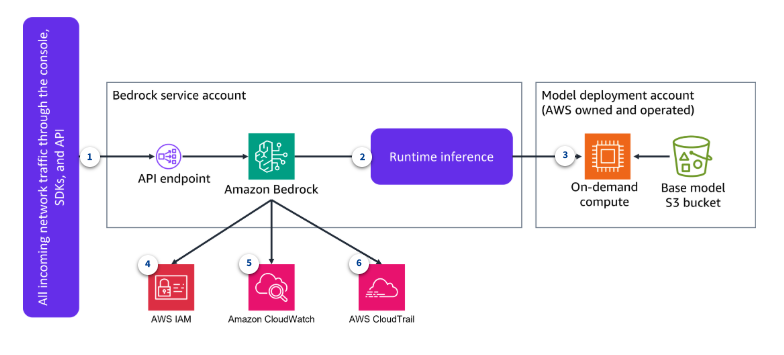 All incoming network traffic through the console,
SDKs, and API
Bedrock service account
Model deployment account
(AWS owned and operated)
1
API endpoint
Amazon Bedrock
2
Runtime inference
3
On-demand
compute
Base model
S3 bucket
4
AWS IAM
5
Amazon CloudWatch
6
AWS CloudTrail